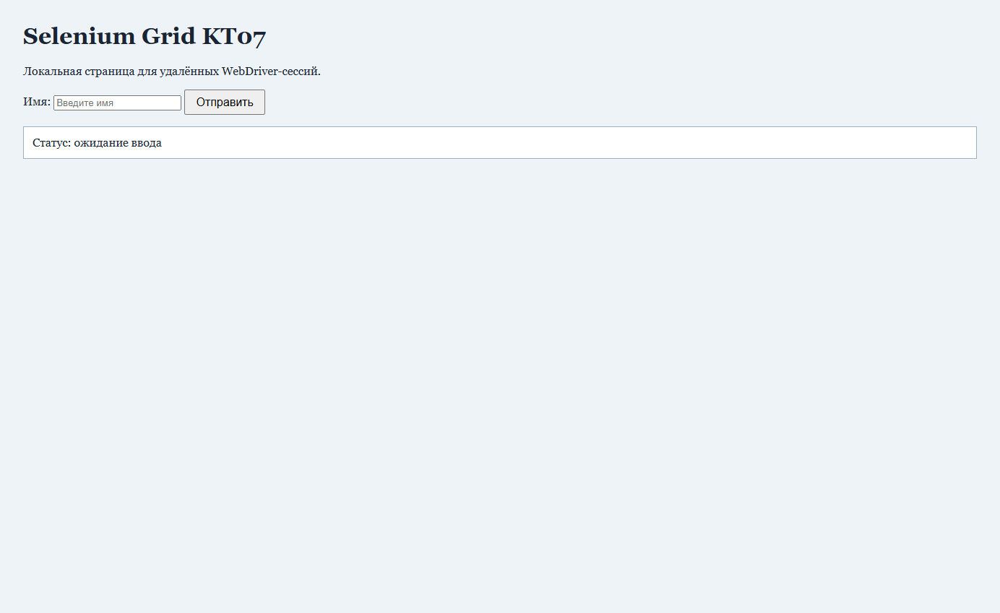 Selenium Grid KT07
Локальная страница для удалённых WebDriver-сессий.
Имя: Введите имя Отправить
Статус: ожидание ввода